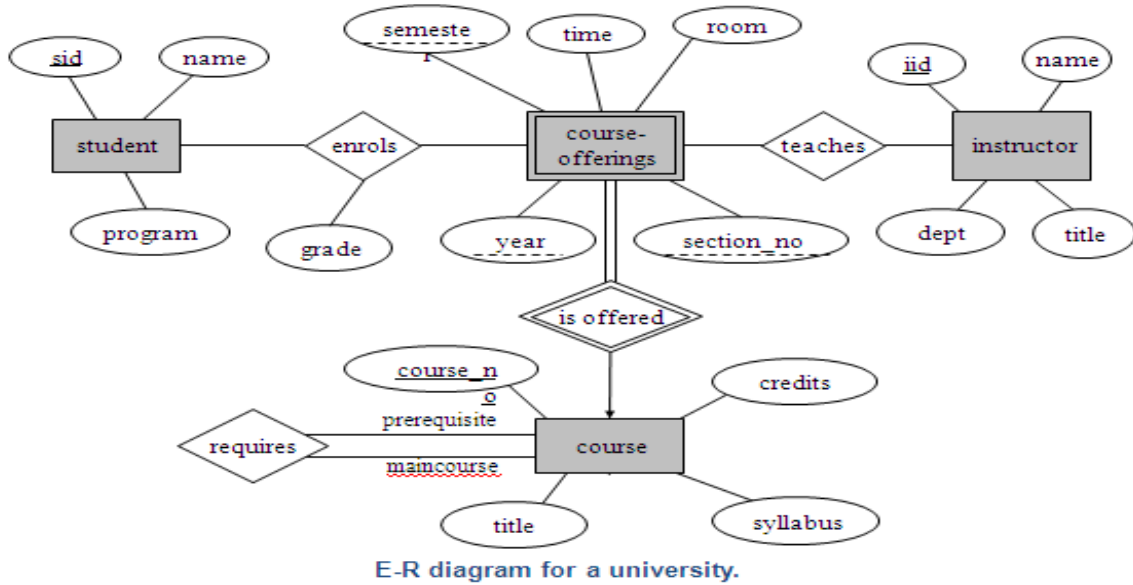 semeste
r
time
room
sid
name
iid
name
student
enrols
course-
offerings
teaches
instructor
program
grade
year
section_no
dept
title
is offered
course_n
o
credits
prerequisite
requires
course
maincourse
title
syllabus
E-R diagram for a university.